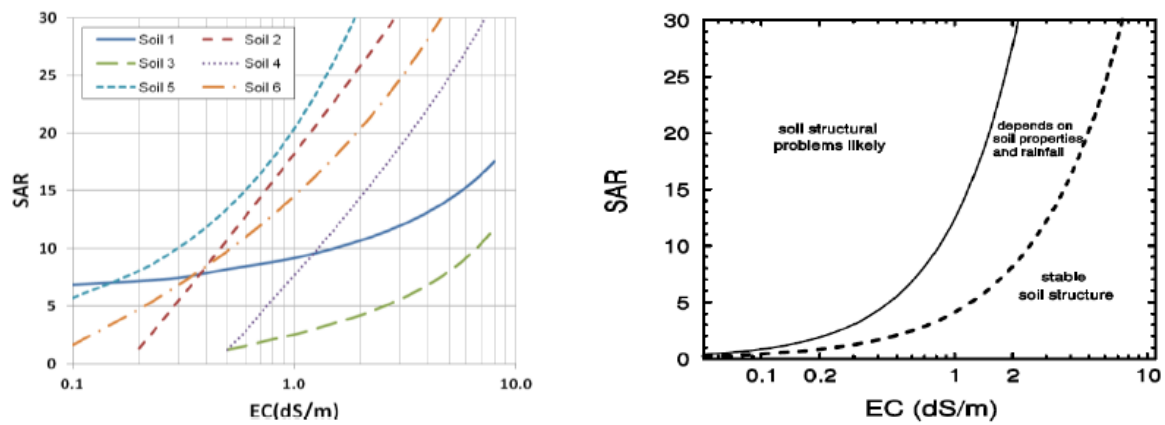 30
25
20
15
10
5
0
SAR
Soil 1 Soil 2
Soil 3 Soil 4
Soil 5 Soil 6
0.1 1.0 10.0
EC(dS/m)
30
20
10
5
0
SAR
soil structural
problems likely
depends on
soil properties
and rainfall
stable
soil structure
0.1 0.2 1 2 10
EC (dS/m)